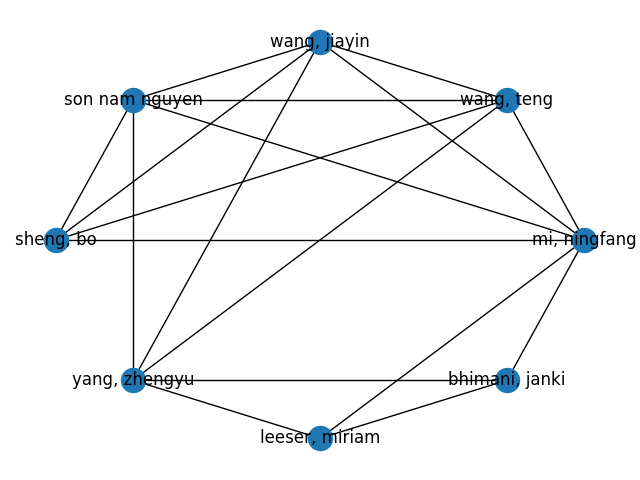 wang, jiayin
son nam nguyen
wang, teng
sheng, bo
mi, ningfang
yang, zhengyu
bhimani, janki
leeser, miriam